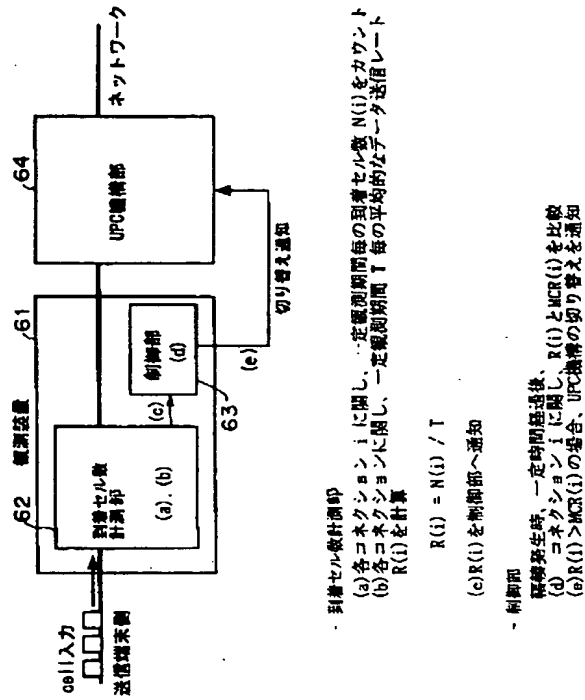 cell入力
送信端末側
62
観測装置
61
到着セル数
計測部
(a).(b)
(c)
制御部
(d)
63
(e)
切り替え通知
64
UPC機構部
ネットワーク
・到着セル数計測部
(a)各コネクション i に関し、一定観測期間毎の到着セル数 N(i)をカウント
(b)各コネクションに関し、一定観測期間 T 毎の平均的なデータ送信レート
R(i)を計算
R(i) = N(i) / T
(c)R(i)を制御部へ通知
・制御部
輻輳発生時、一定時間経過後、
(d) コネクション i に関し、R(i)とMCR(i)を比較
(e)R(i)>MCR(i)の場合、UPC機構の切り替えを通知